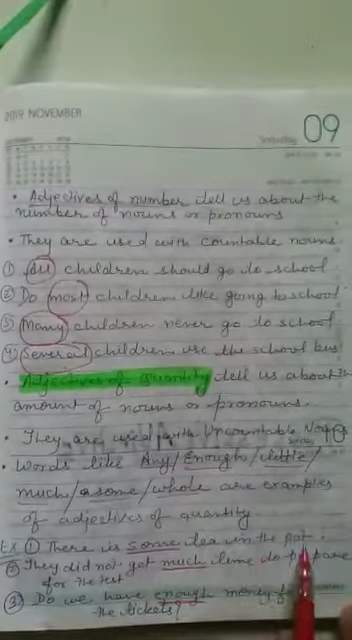 2019 NOVEMBER
Saturday 09
• Adjectives of number tell us about the
number of nouns or pronouns
• They are used with countable nouns
① All children should go to school
② Do most children like going to school
③ Many children never go to school
④ Several children use the school bus
• Adjectives of quantity tell us about the
amount of nouns or pronouns.
• They are used with Uncountable Nouns
Sunday 10
• Words like Any/Enough/little/
much/some/whole are examples
of adjectives of quantity
Ex ① There is some tea in the pot.
② They did not get much time to prepare
for the test
③ Do we have enough money
the tickets?